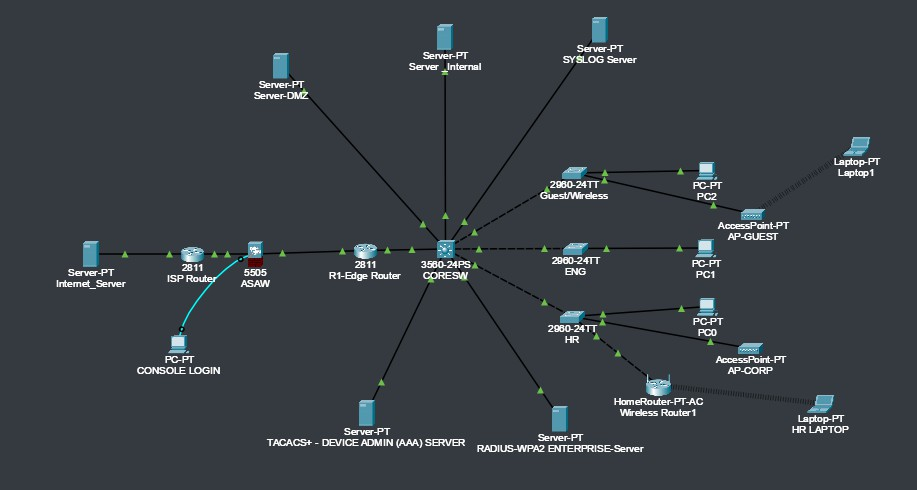 Server-PT
SYSLOG Server
Server-PT
Server_Internal
Server-PT
Server-DMZ
Laptop-PT
Laptop1
2960-24TT
Guest/Wireless
PC-PT
PC2
AccessPoint-PT
AP-GUEST
Server-PT
Internet_Server
2811
ISP Router
5505
ASAW
2811
R1-Edge Router
3560-24PS
CORESW
2960-24TT
ENG
PC-PT
PC1
2960-24TT
HR
PC-PT
PC0
AccessPoint-PT
AP-CORP
PC-PT
CONSOLE LOGIN
HomeRouter-PT-AC
Wireless Router1
Laptop-PT
HR LAPTOP
Server-PT
TACACS+ - DEVICE ADMIN (AAA) SERVER
Server-PT
RADIUS-WPA2 ENTERPRISE-Server